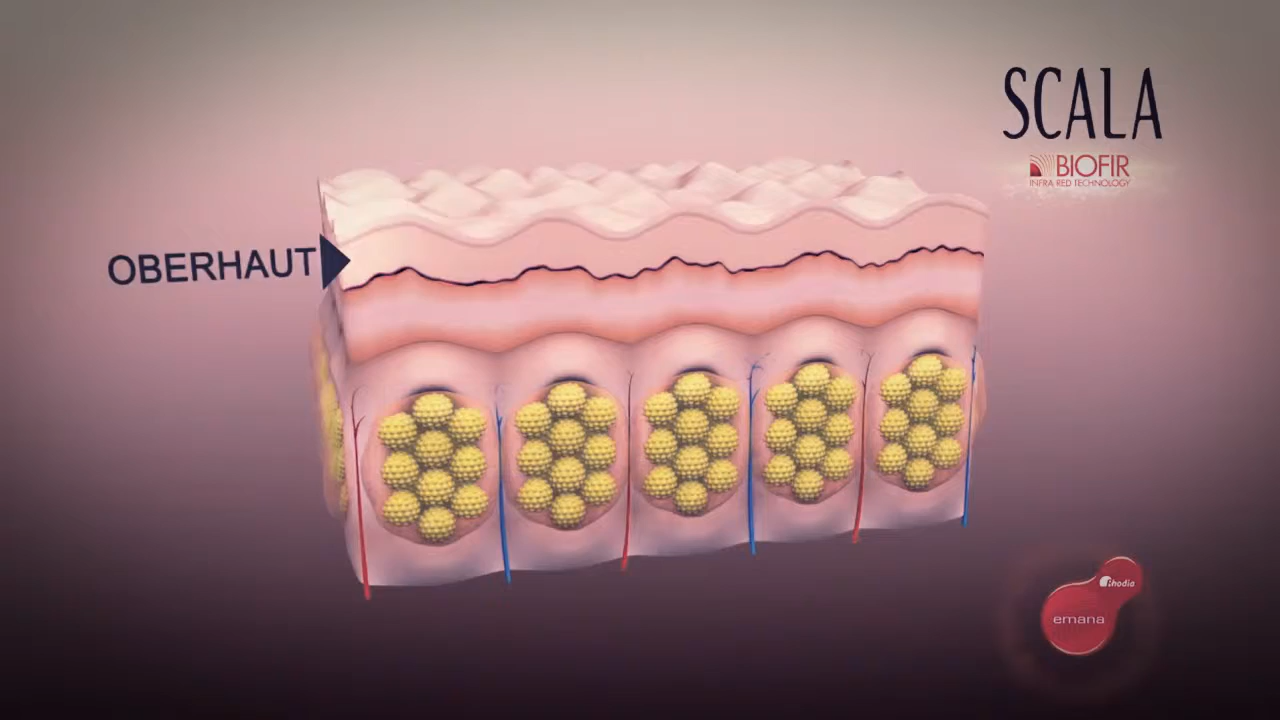 SCALA
BIOFIR
INFRA RED TECHNOLOGY
OBERHAUT
rhodia
emana